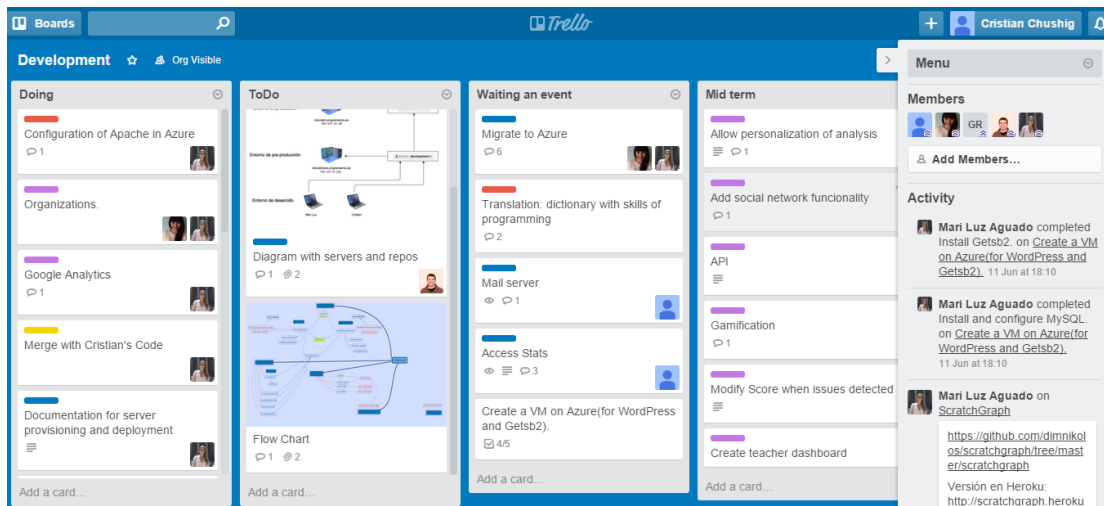 Boards
Trello
Cristian Chushig
Development
Org Visible
Doing
Configuration of Apache in Azure
1
Organizations.
Google Analytics
1
Merge with Cristian's Code
Documentation for server
provisioning and deployment
Add a card...
ToDo
Entorno de pre-producción
Entorno de desarrollo
Mari Luz
Cristian
Diagram with servers and repos
1 2
Flow Chart
1 2
Add a card...
Waiting an event
Migrate to Azure
6
Translation: dictionary with skills of
programming
2
Mail server
1
Access Stats
3
Create a VM on Azure(for WordPress
and Getsb2).
4/5
Add a card...
Mid term
Allow personalization of analysis
1
Add social network funcionality
1
API
Gamification
1
Modify Score when issues detected
Create teacher dashboard
Add a card...
Menu
Members
GR
Add Members...
Activity
Mari Luz Aguado completed
Install Getsb2. on Create a VM
on Azure(for WordPress and
Getsb2). 11 Jun at 18:10
Mari Luz Aguado completed
Install and configure MySQL.
on Create a VM on Azure(for
WordPress and Getsb2).
11 Jun at 18:10
Mari Luz Aguado on
ScratchGraph
https://github.com/dimnikol
os/scratchgraph/tree/mast
er/scratchgraph
Versión en Heroku:
http://scratchgraph.heroku